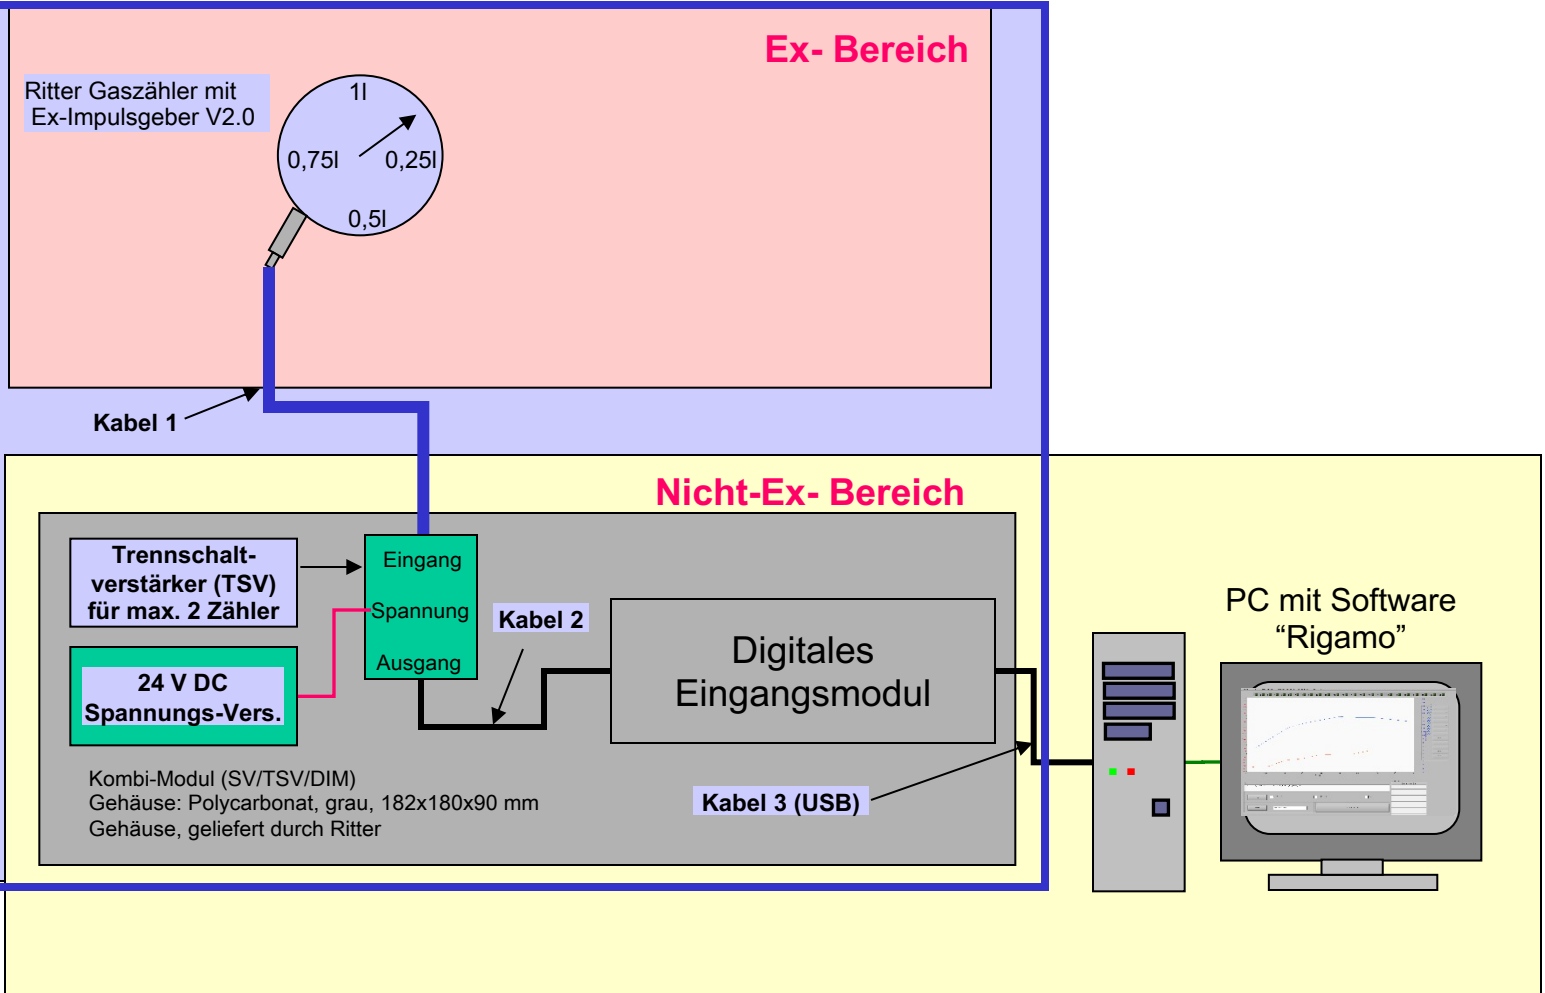 Ex- Bereich
Ritter Gaszähler mit
Ex-Impulsgeber V2.0
1l
0,75l
0,25l
0,5l
Kabel 1
Nicht-Ex- Bereich
Trennschalt-
verstärker (TSV)
für max. 2 Zähler
Eingang
Spannung
Ausgang
Kabel 2
24 V DC
Spannungs-Vers.
Digitales
Eingangsmodul
PC mit Software
“Rigamo”
Kombi-Modul (SV/TSV/DIM)
Gehäuse: Polycarbonat, grau, 182x180x90 mm
Gehäuse, geliefert durch Ritter
Kabel 3 (USB)